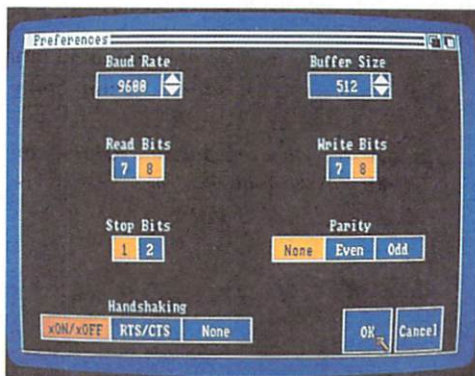 Preferences
Baud Rate Buffer Size
9600 512
Read Bits Write Bits
7 8 7 8
Stop Bits Parity
1 2 None Even Odd
Handshaking
xON/xOFF RTS/CTS None OK Cancel